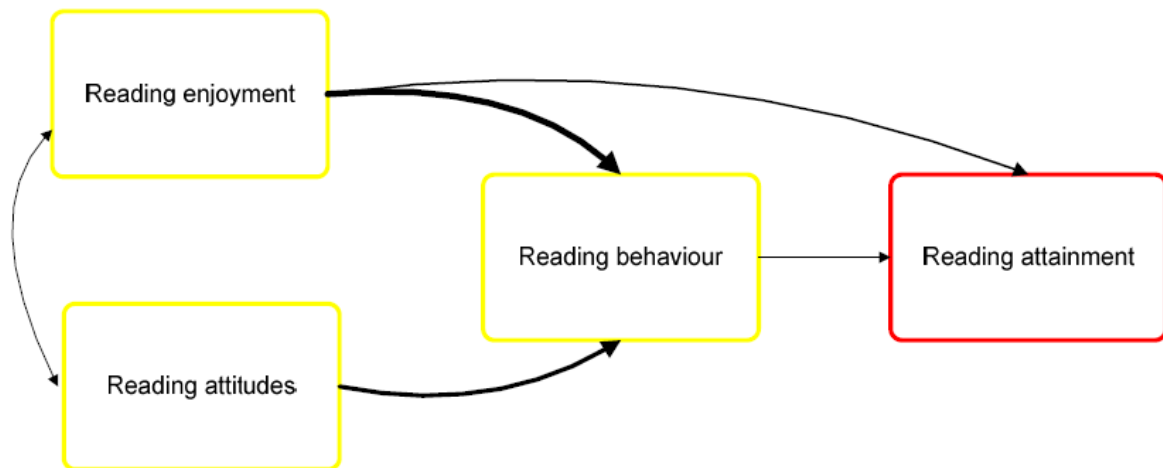 Reading enjoyment
Reading behaviour
Reading attainment
Reading attitudes